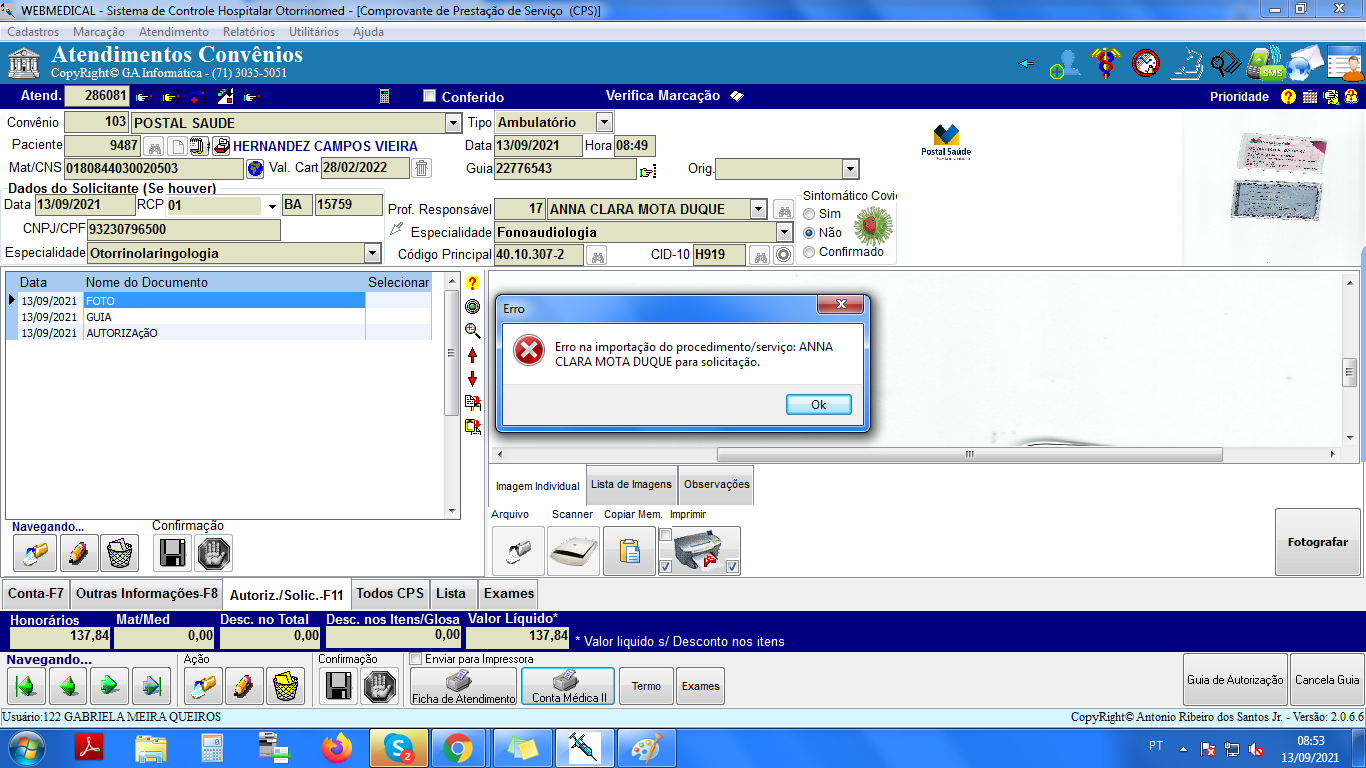 WEBMEDICAL - Sistema de Controle Hospitalar Otorrinomed - [Comprovante de Prestação de Serviço (CPS)]
Cadastros Marcação Atendimento Relatórios Utilitários Ajuda
Atendimentos Convênios
CopyRight© GA Informática - (71) 3035-5051
SMS
Atend. 286081 Conferido Verifica Marcação Prioridade
Convênio 103 POSTAL SAUDE Tipo Ambulatório
Paciente 9487 HERNANDEZ CAMPOS VIEIRA Data 13/09/2021 Hora 08:49
Postal Saúde
Mat/CNS 01808440030020503 Val. Cart 28/02/2022 Guia 22776543 Orig.
Dados do Solicitante (Se houver)
Data 13/09/2021 RCP 01 BA 15759
CNPJ/CPF 93230796500
Especialidade Otorrinolaringologia
Prof. Responsável 17 ANNA CLARA MOTA DUQUE
Especialidade Fonoaudiologia
Código Principal 40.10.307-2 CID-10 H919
Sintomático Covi
Sim
Não
Confirmado
Data Nome do Documento Selecionar
13/09/2021 FOTO
13/09/2021 GUIA
13/09/2021 AUTORIZAçãO
Erro
Erro na importação do procedimento/serviço: ANNA
CLARA MOTA DUQUE para solicitação.
Ok
Imagem Individual Lista de Imagens Observações
Arquivo Scanner Copiar Mem. Imprimir
Fotografar
Navegando... Confirmação
Conta-F7 Outras Informações-F8 Autoriz./Solic.-F11 Todos CPS Lista Exames
Honorários Mat/Med Desc. no Total Desc. nos Itens/Glosa Valor Líquido*
137,84 0,00 0,00 0,00 137,84 * Valor liquido s/ Desconto nos itens
Navegando... Ação Confirmação Enviar para Impressora
Ficha de Atendimento Conta Médica II Termo Exames Guia de Autorização Cancela Guia
Usuário:122 GABRIELA MEIRA QUEIROS CopyRight© Antonio Ribeiro dos Santos Jr. - Versão: 2.0.6.6
2
PT
08:53
13/09/2021